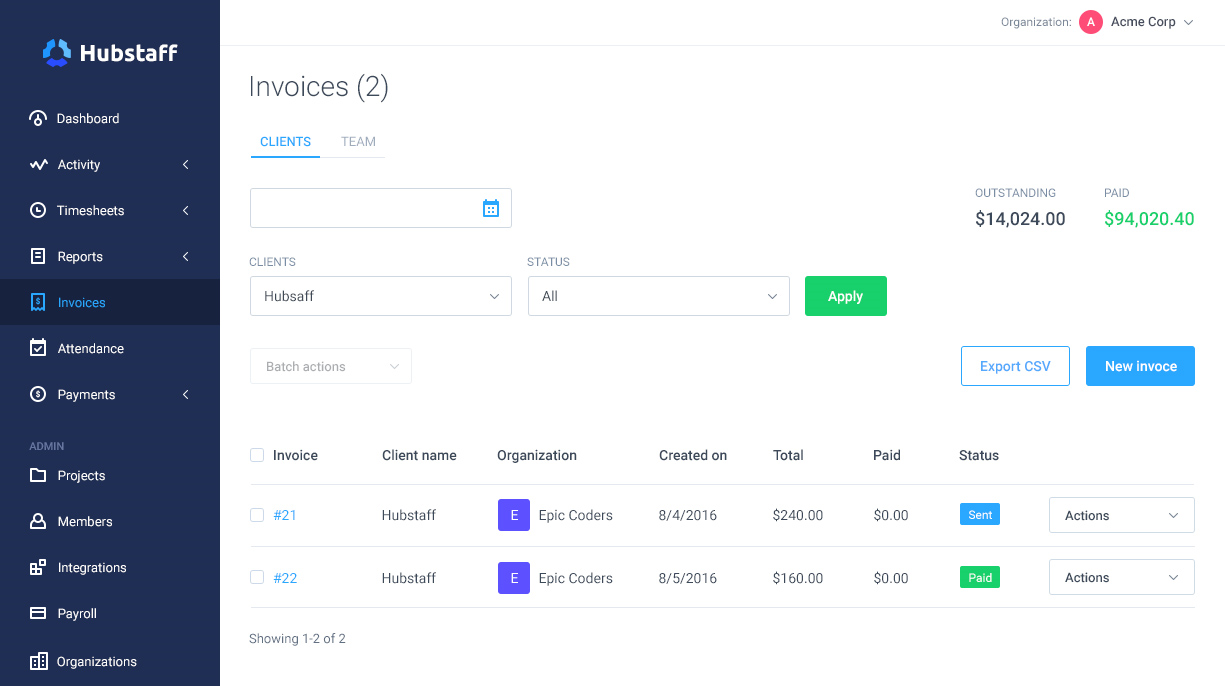 Organization: A Acme Corp
Hubstaff
Dashboard
Activity
Timesheets
Reports
Invoices
Attendance
Payments
ADMIN
Projects
Members
Integrations
Payroll
Organizations
Invoices (2)
CLIENTS TEAM
OUTSTANDING PAID
$14,024.00 $94,020.40
CLIENTS STATUS
Hubsaff All Apply
Batch actions Export CSV New invoce
Invoice Client name Organization Created on Total Paid Status
#21 Hubstaff E Epic Coders 8/4/2016 $240.00 $0.00 Sent Actions
#22 Hubstaff E Epic Coders 8/5/2016 $160.00 $0.00 Paid Actions
Showing 1-2 of 2